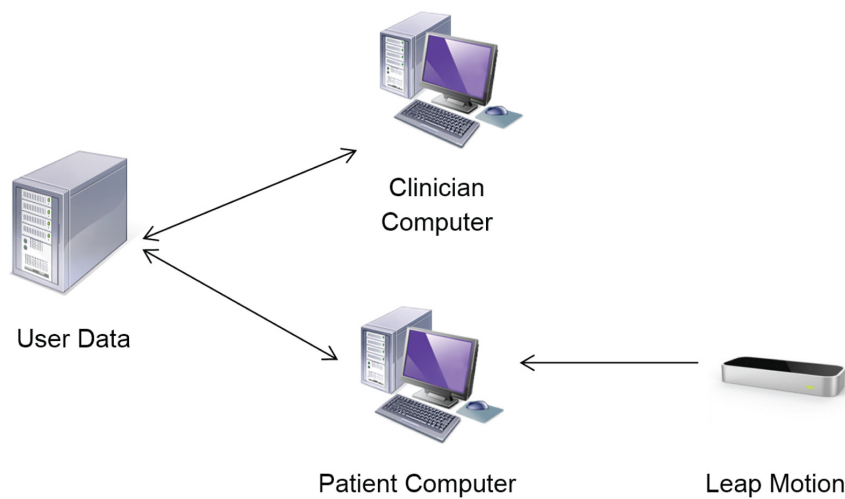 Clinician
Computer
User Data
Patient Computer
Leap Motion